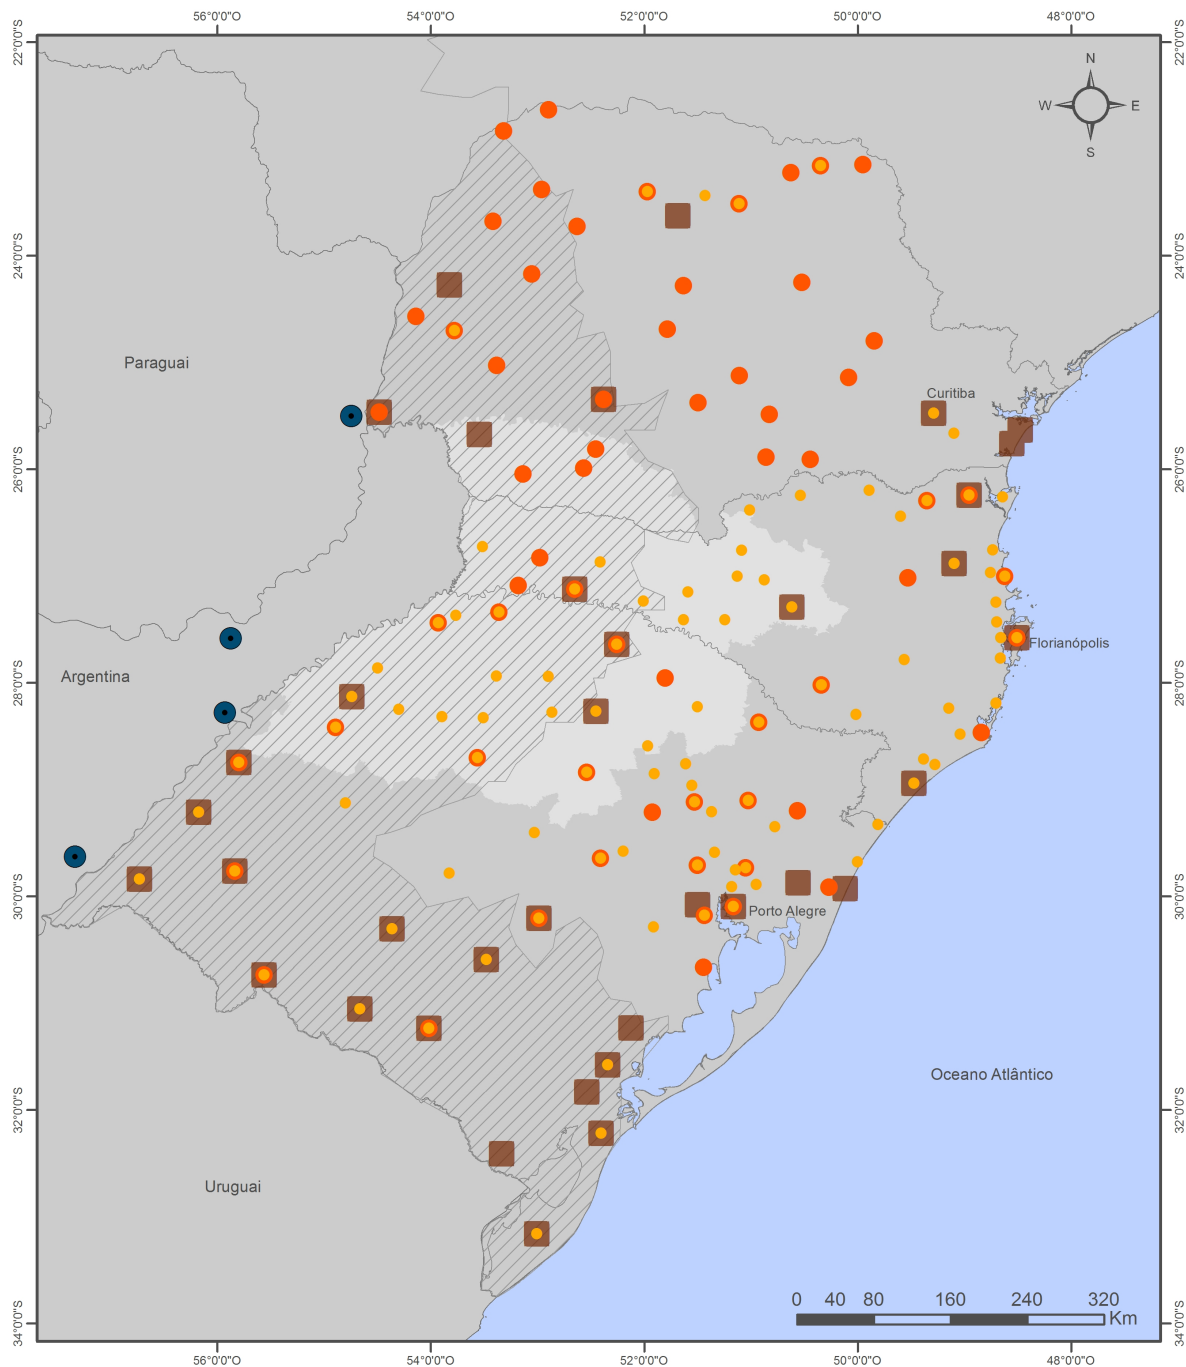 56°0'0"O 54°0'0"O 52°0'0"O 50°0'0"O 48°0'0"O
22°0'0"S 22°0'0"S
N
W E
S
24°0'0"S 24°0'0"S
Paraguai
Curitiba
26°0'0"S 26°0'0"S
Florianópolis
Argentina
28°0'0"S 28°0'0"S
30°0'0"S 30°0'0"S
Porto Alegre
Oceano Atlântico
32°0'0"S 32°0'0"S
Uruguai
0 40 80 160 240 320
Km
34°0'0"S 34°0'0"S
56°0'0"O 54°0'0"O 52°0'0"O 50°0'0"O 48°0'0"O